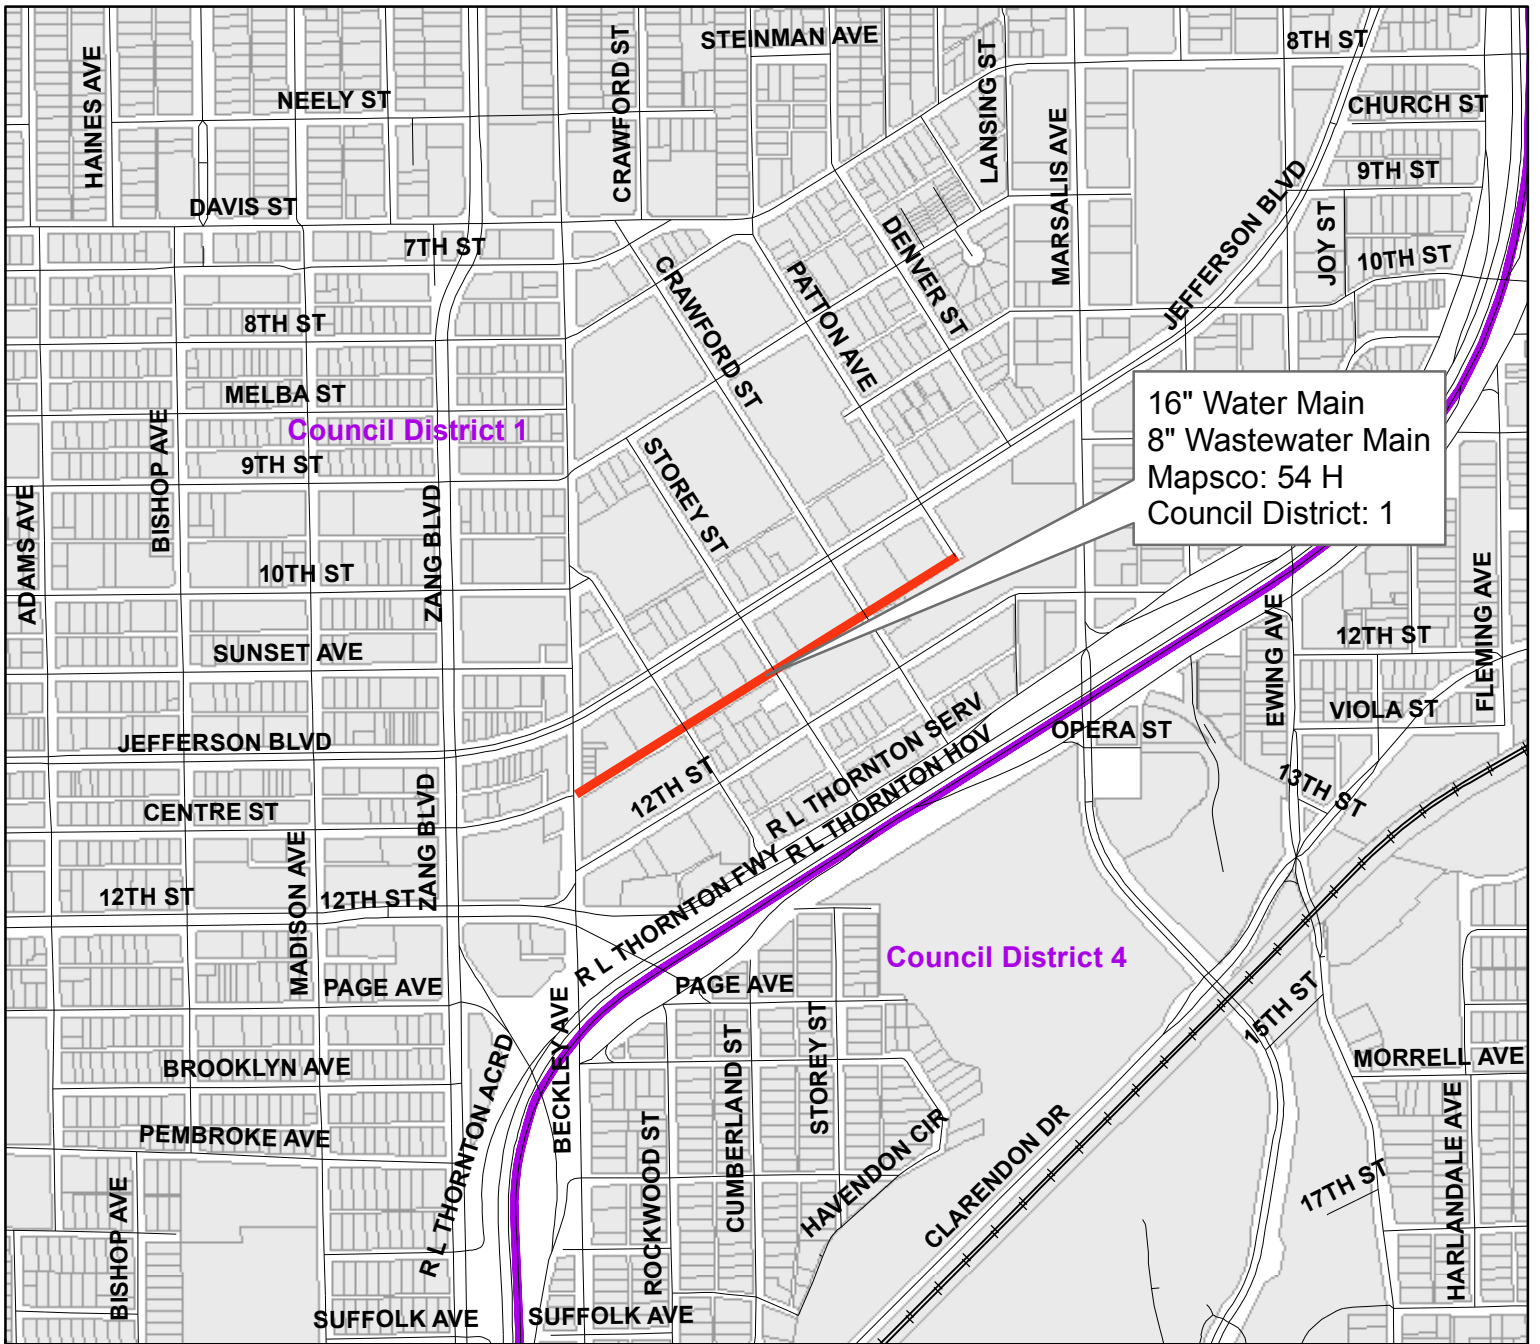 STEINMAN AVE
8TH ST
HAINES AVE
NEELY ST
CRAWFORD ST
LANSING ST
CHURCH ST
MARSALIS AVE
9TH ST
DAVIS ST
7TH ST
DENVER ST
JEFFERSON BLVD
JOY ST
10TH ST
CRAWFORD ST
PATTON AVE
8TH ST
MELBA ST
Council District 1
9TH ST
BISHOP AVE
STOREY ST
16" Water Main
8" Wastewater Main
Mapsco: 54 H
Council District: 1
ADAMS AVE
ZANG BLVD
10TH ST
SUNSET AVE
EWING AVE
FLEMING AVE
12TH ST
VIOLA ST
JEFFERSON BLVD
R L THORNTON SERV
R L THORNTON HOV
OPERA ST
12TH ST
13TH ST
CENTRE ST
ZANG BLVD
MADISON AVE
12TH ST
12TH ST
R L THORNTON FWY
Council District 4
PAGE AVE
PAGE AVE
BECKLEY AVE
STOREY ST
CUMBERLAND ST
15TH ST
BROOKLYN AVE
R L THORNTON ACRD
MORRELL AVE
PEMBROKE AVE
ROCKWOOD ST
HAVENDON CIR
CLARENDON DR
HARLANDALE AVE
17TH ST
BISHOP AVE
SUFFOLK AVE
SUFFOLK AVE